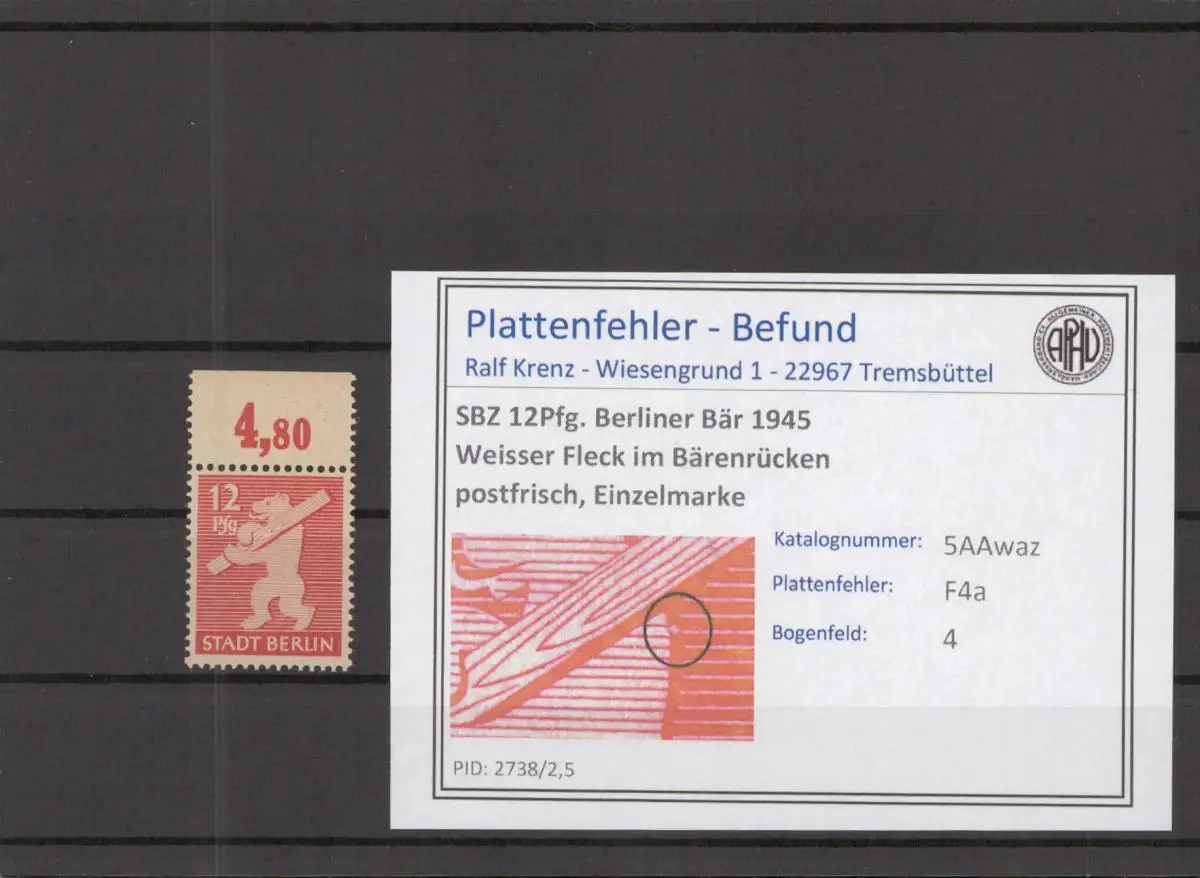 4,80
12
Pfg
STADT BERLIN
Plattenfehler - Befund
Ralf Krenz - Wiesengrund 1 - 22967 Tremsbüttel
APHV
SBZ 12Pfg. Berliner Bär 1945
Weisser Fleck im Bärenrücken
postfrisch, Einzelmarke
Katalognummer: 5AAwaz
Plattenfehler: F4a
Bogenfeld: 4
PID: 2738/2,5